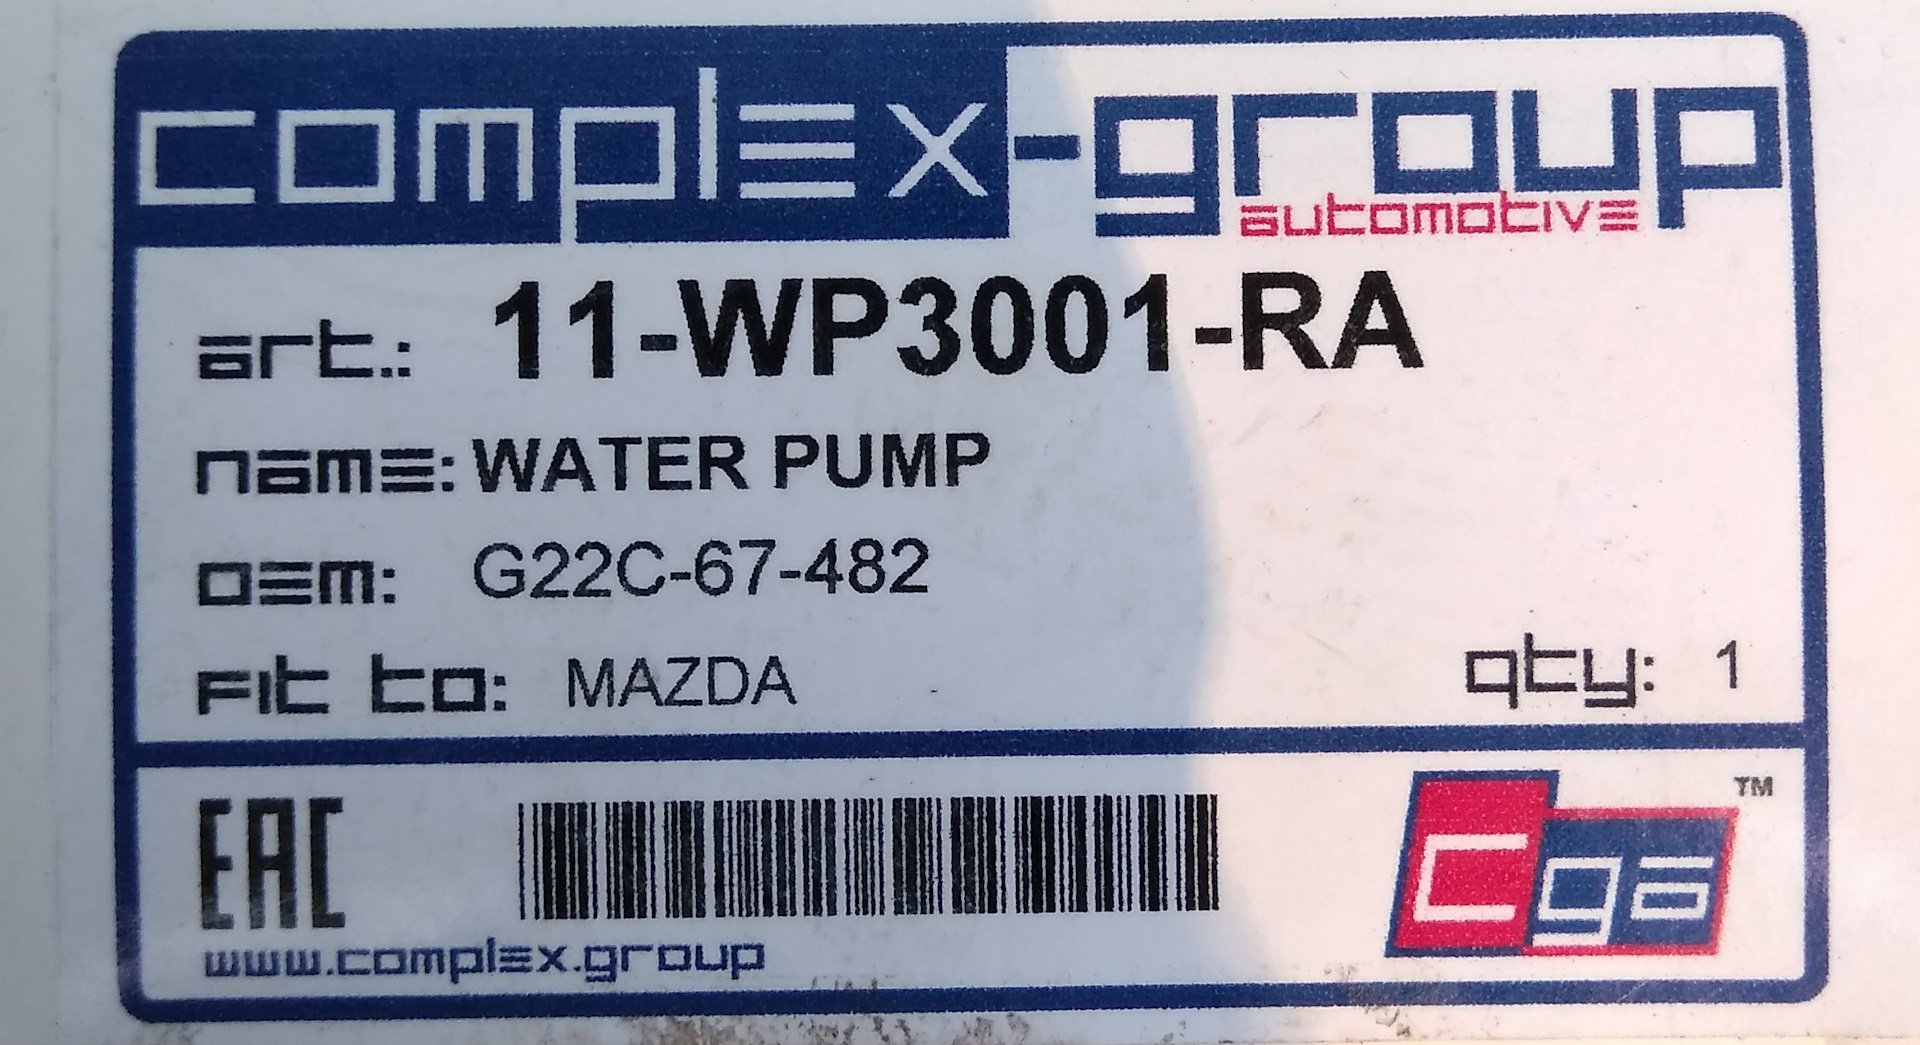 complex-group
automotive
art.: 11-WP3001-RA
name: WATER PUMP
oem: G22C-67-482
Fit to: MAZDA
qty: 1
EAC
cga TM
www.complex.group